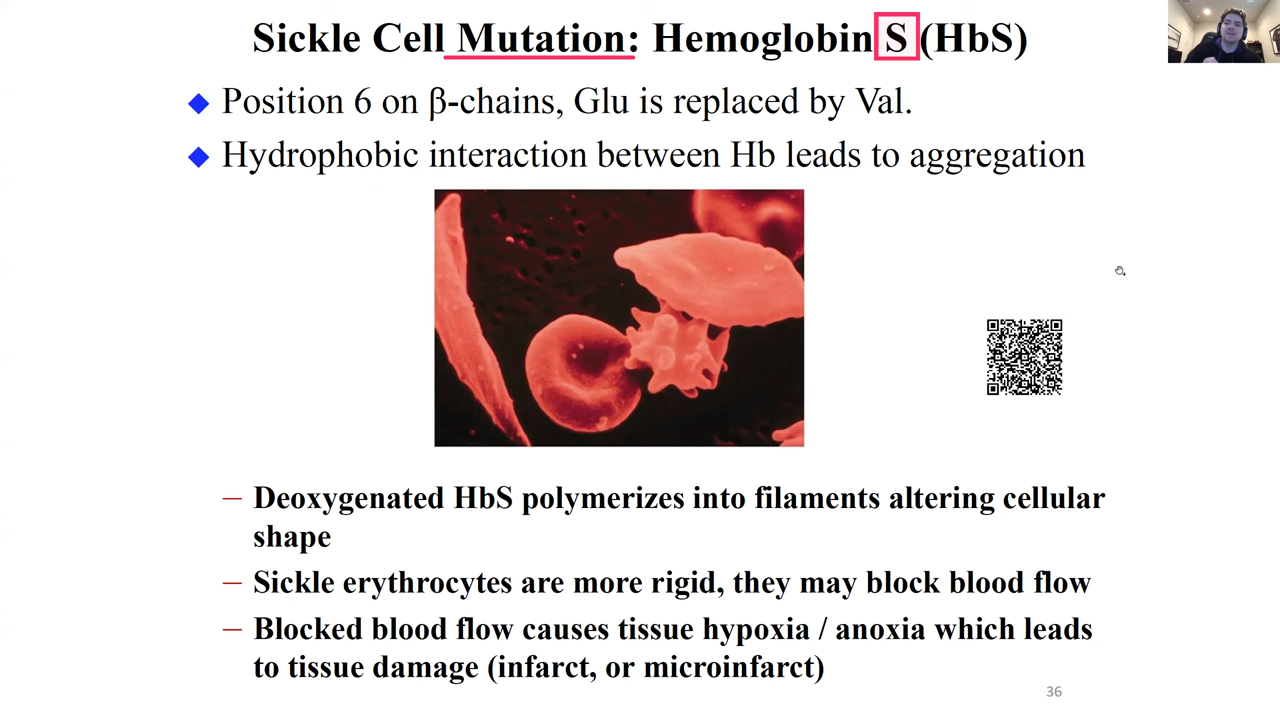 Sickle Cell Mutation: Hemoglobin S (HbS)
Position 6 on β-chains, Glu is replaced by Val.
Hydrophobic interaction between Hb leads to aggregation
– Deoxygenated HbS polymerizes into filaments altering cellular
shape
– Sickle erythrocytes are more rigid, they may block blood flow
– Blocked blood flow causes tissue hypoxia / anoxia which leads
to tissue damage (infarct, or microinfarct)
36